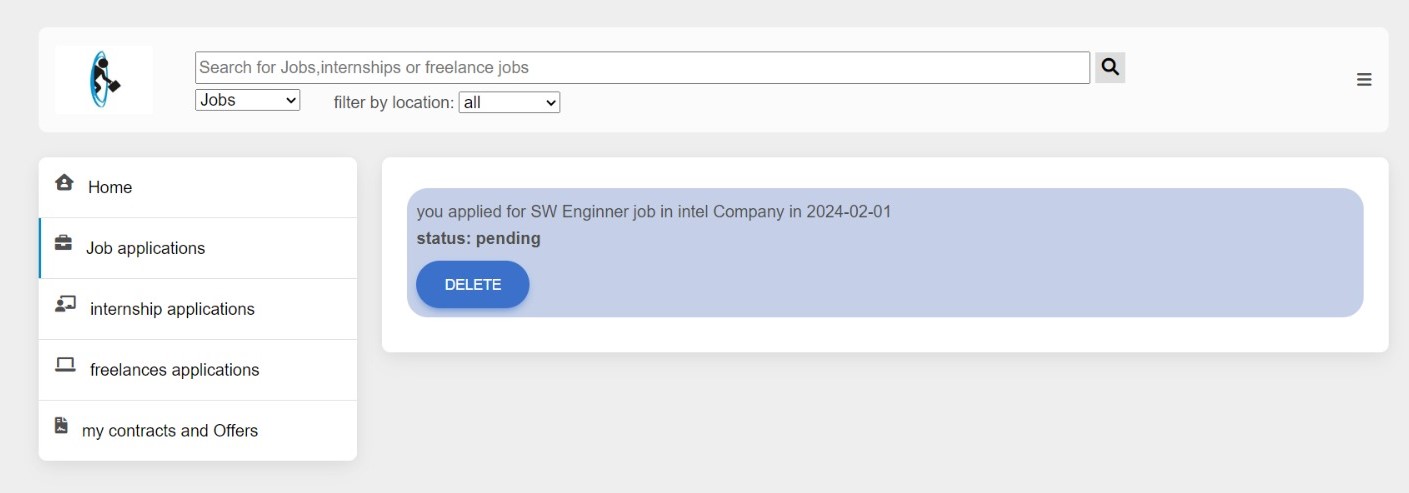 Search for Jobs,internships or freelance jobs
Jobs filter by location: all
Home
Job applications
internship applications
freelances applications
my contracts and Offers
you applied for SW Enginner job in intel Company in 2024-02-01
status: pending
DELETE